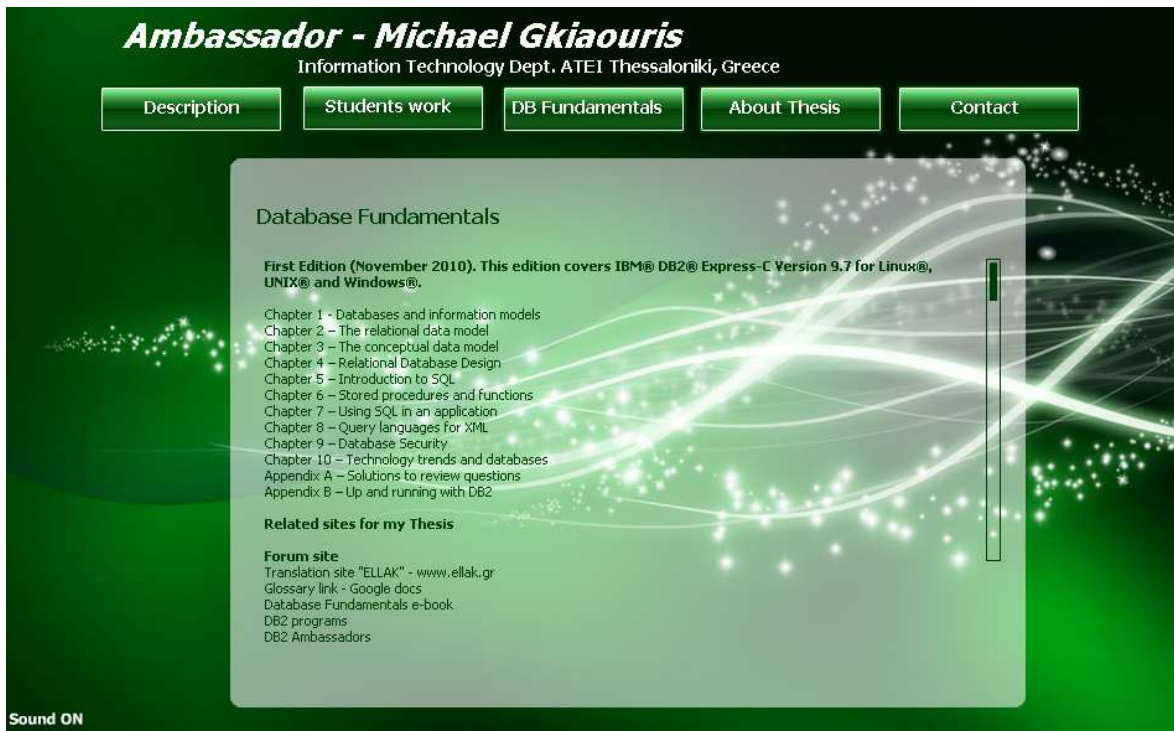 Ambassador - Michael Gkiaouris
Information Technology Dept. ATEI Thessaloniki, Greece
Description
Students work
DB Fundamentals
About Thesis
Contact
Database Fundamentals
First Edition (November 2010). This edition covers IBM® DB2® Express-C Version 9.7 for Linux®,
UNIX® and Windows®.
Chapter 1 - Databases and information models
Chapter 2 – The relational data model
Chapter 3 – The conceptual data model
Chapter 4 – Relational Database Design
Chapter 5 – Introduction to SQL
Chapter 6 – Stored procedures and functions
Chapter 7 – Using SQL in an application
Chapter 8 – Query languages for XML
Chapter 9 – Database Security
Chapter 10 – Technology trends and databases
Appendix A – Solutions to review questions
Appendix B – Up and running with DB2
Related sites for my Thesis
Forum site
Translation site "ELLAK" - www.ellak.gr
Glossary link - Google docs
Database Fundamentals e-book
DB2 programs
DB2 Ambassadors
Sound ON